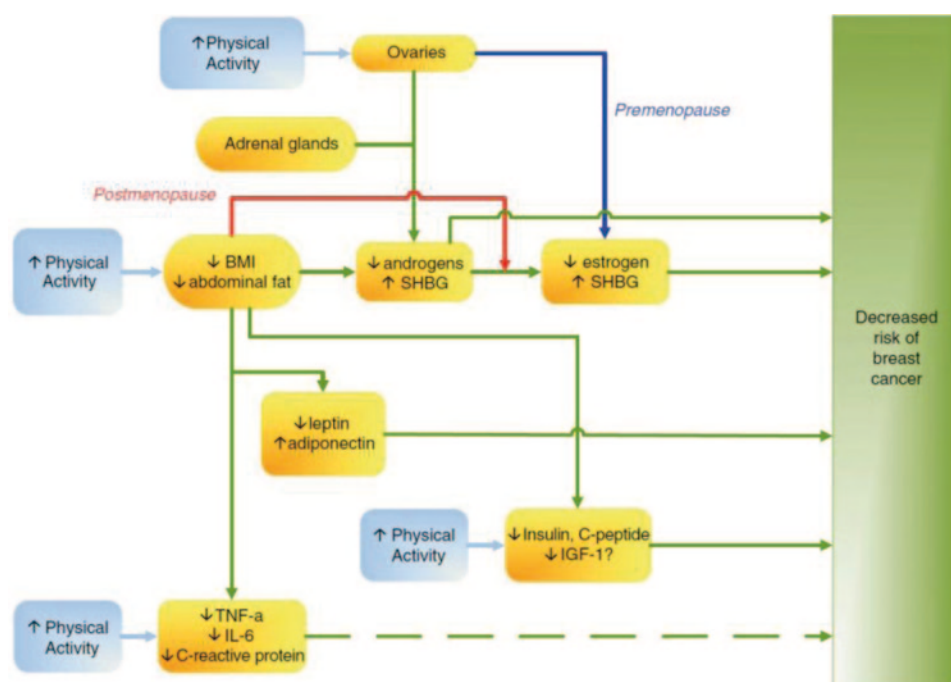 ↑Physical
Activity
Ovaries
Premenopause
Adrenal glands
Postmenopause
↑ Physical
Activity
↓ BMI
↓ abdominal fat
↓ androgens
↑ SHBG
↓ estrogen
↑ SHBG
Decreased
risk of
breast
cancer
↓leptin
↑adiponectin
↑ Physical
Activity
↓ Insulin, C-peptide
↓ IGF-1?
↑ Physical
Activity
↓TNF-a
↓ IL-6
↓ C-reactive protein